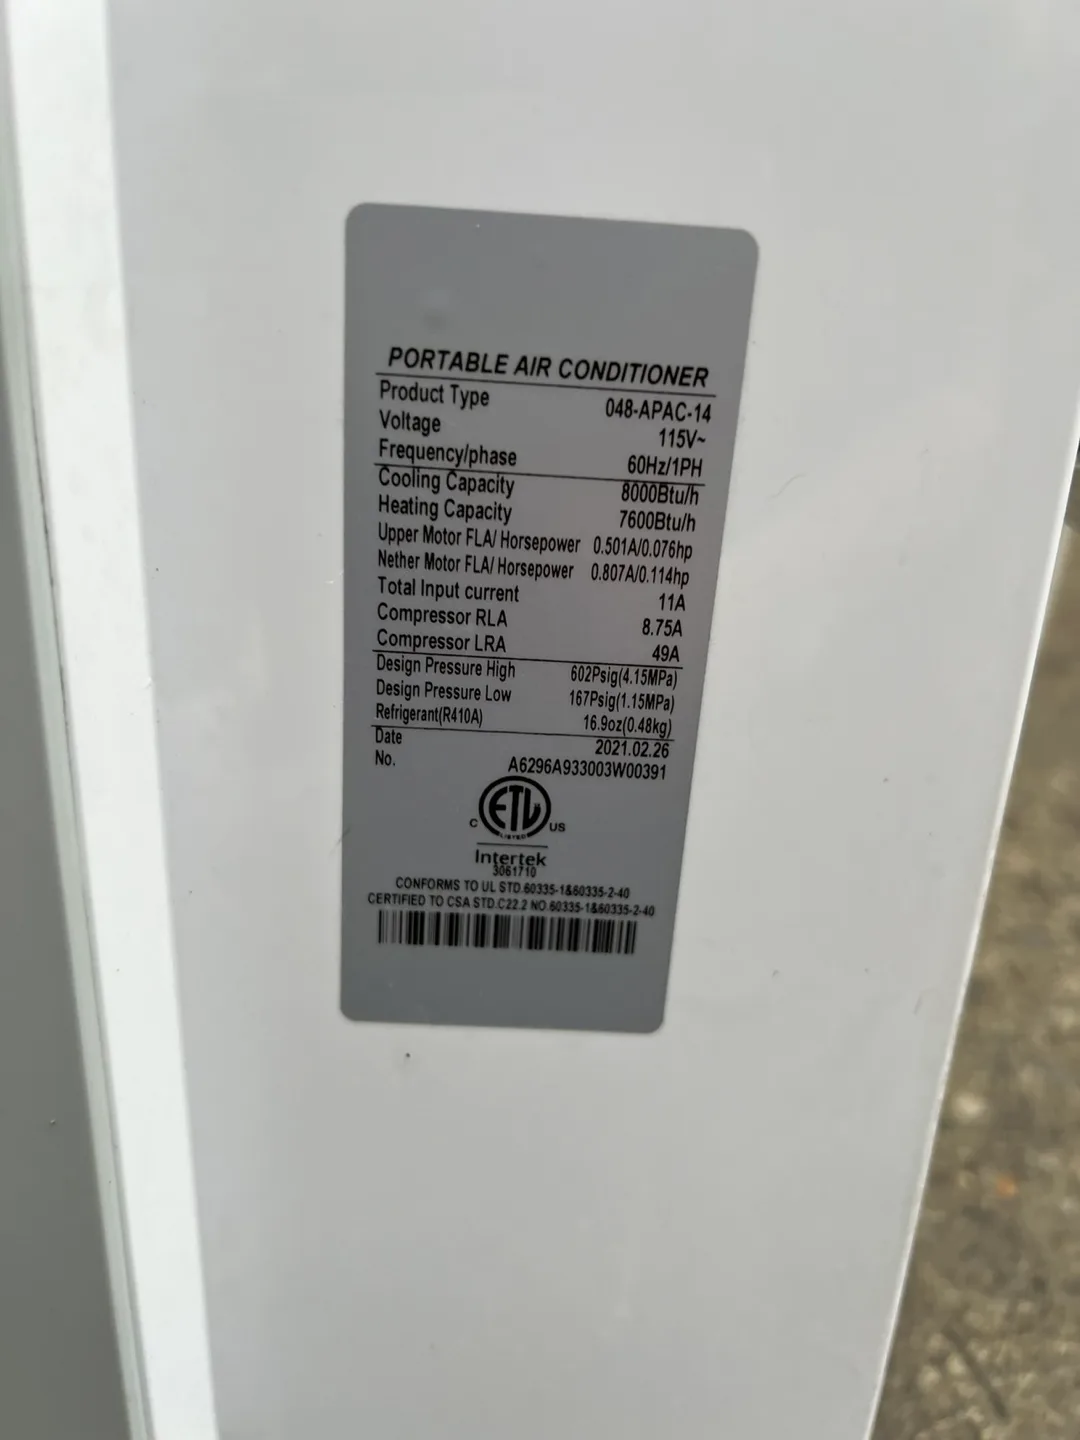 PORTABLE AIR CONDITIONER
Product Type 048-APAC-14
Voltage 115V~
Frequency/phase 60Hz/1PH
Cooling Capacity 8000Btu/h
Heating Capacity 7600Btu/h
Upper Motor FLA/ Horsepower 0.501A/0.076hp
Nether Motor FLA/ Horsepower 0.807A/0.114hp
Total Input current 11A
Compressor RLA 8.75A
Compressor LRA 49A
Design Pressure High 602Psig(4.15MPa)
Design Pressure Low 167Psig(1.15MPa)
Refrigerant(R410A) 16.9oz(0.48kg)
Date 2021.02.26
No. A6296A933003W00391
C ETL US
LISTED
Intertek
3061710
CONFORMS TO UL STD.60335-1&60335-2-40
CERTIFIED TO CSA STD.C22.2 NO.60335-1&60335-2-40